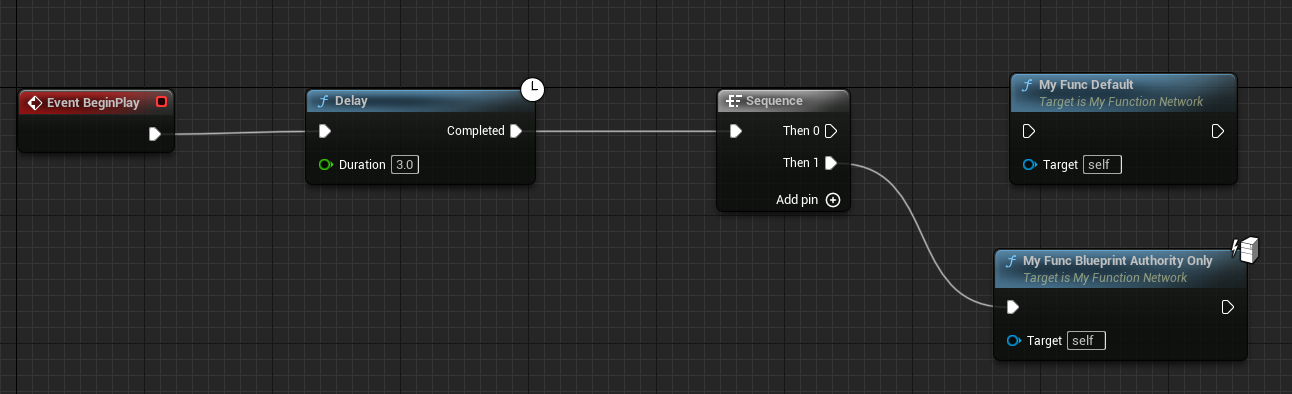 Event BeginPlay
Delay
Completed
Duration 3.0
Sequence
Then 0
Then 1
Add pin
My Func Default
Target is My Function Network
Target self
My Func Blueprint Authority Only
Target is My Function Network
Target self